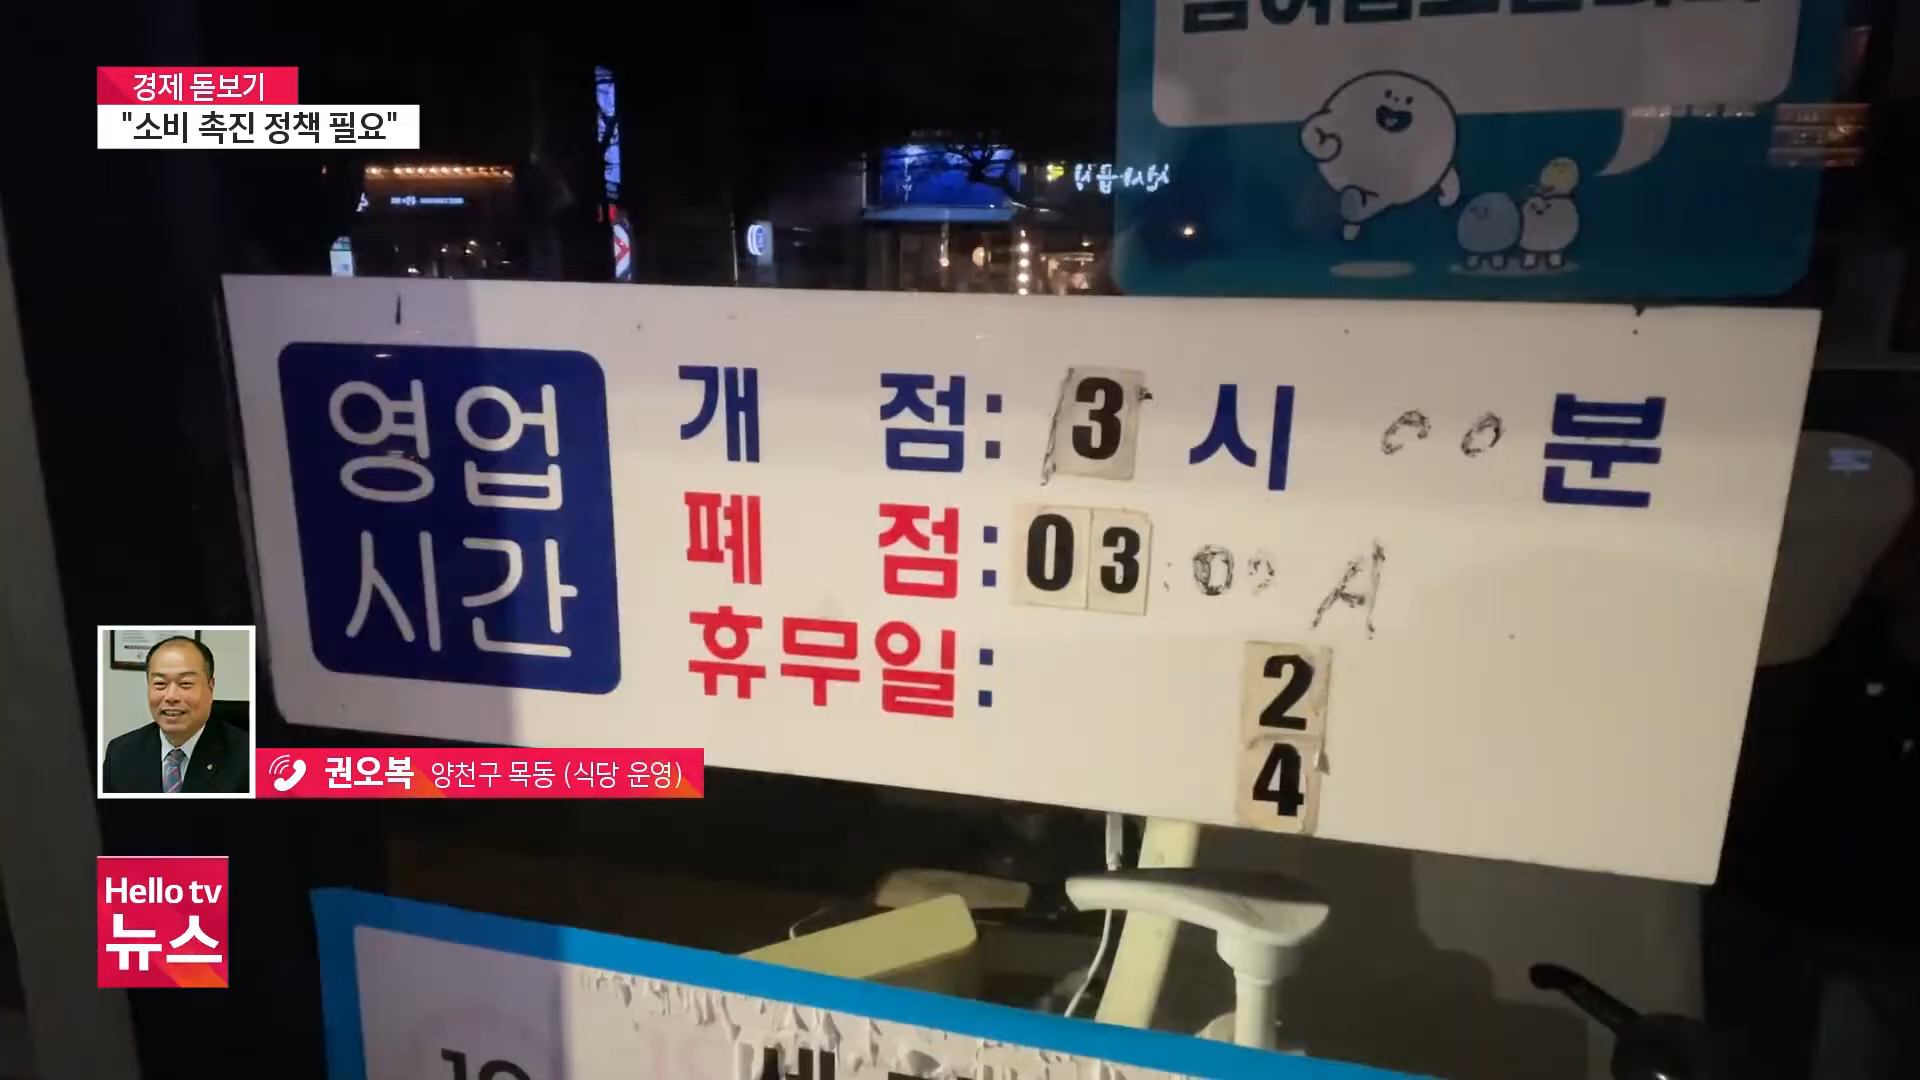 경제 돋보기
"소비 촉진 정책 필요"
영업
시간
개 점: 3 시 00 분
폐 점: 03:00 A
휴무일:
2
4
권오복 양천구 목동 (식당 운영)
Hello tv
뉴스